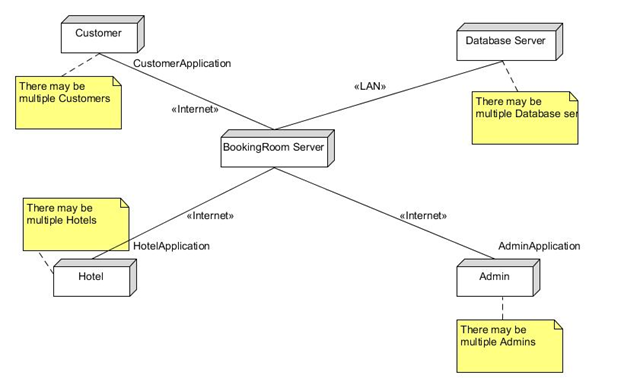 Customer
Database Server
CustomerApplication
There may be
multiple Customers
«LAN»
«Internet»
There may be
multiple Database ser
BookingRoom Server
There may be
multiple Hotels
«Internet»
«Internet»
HotelApplication
AdminApplication
Hotel
Admin
There may be
multiple Admins